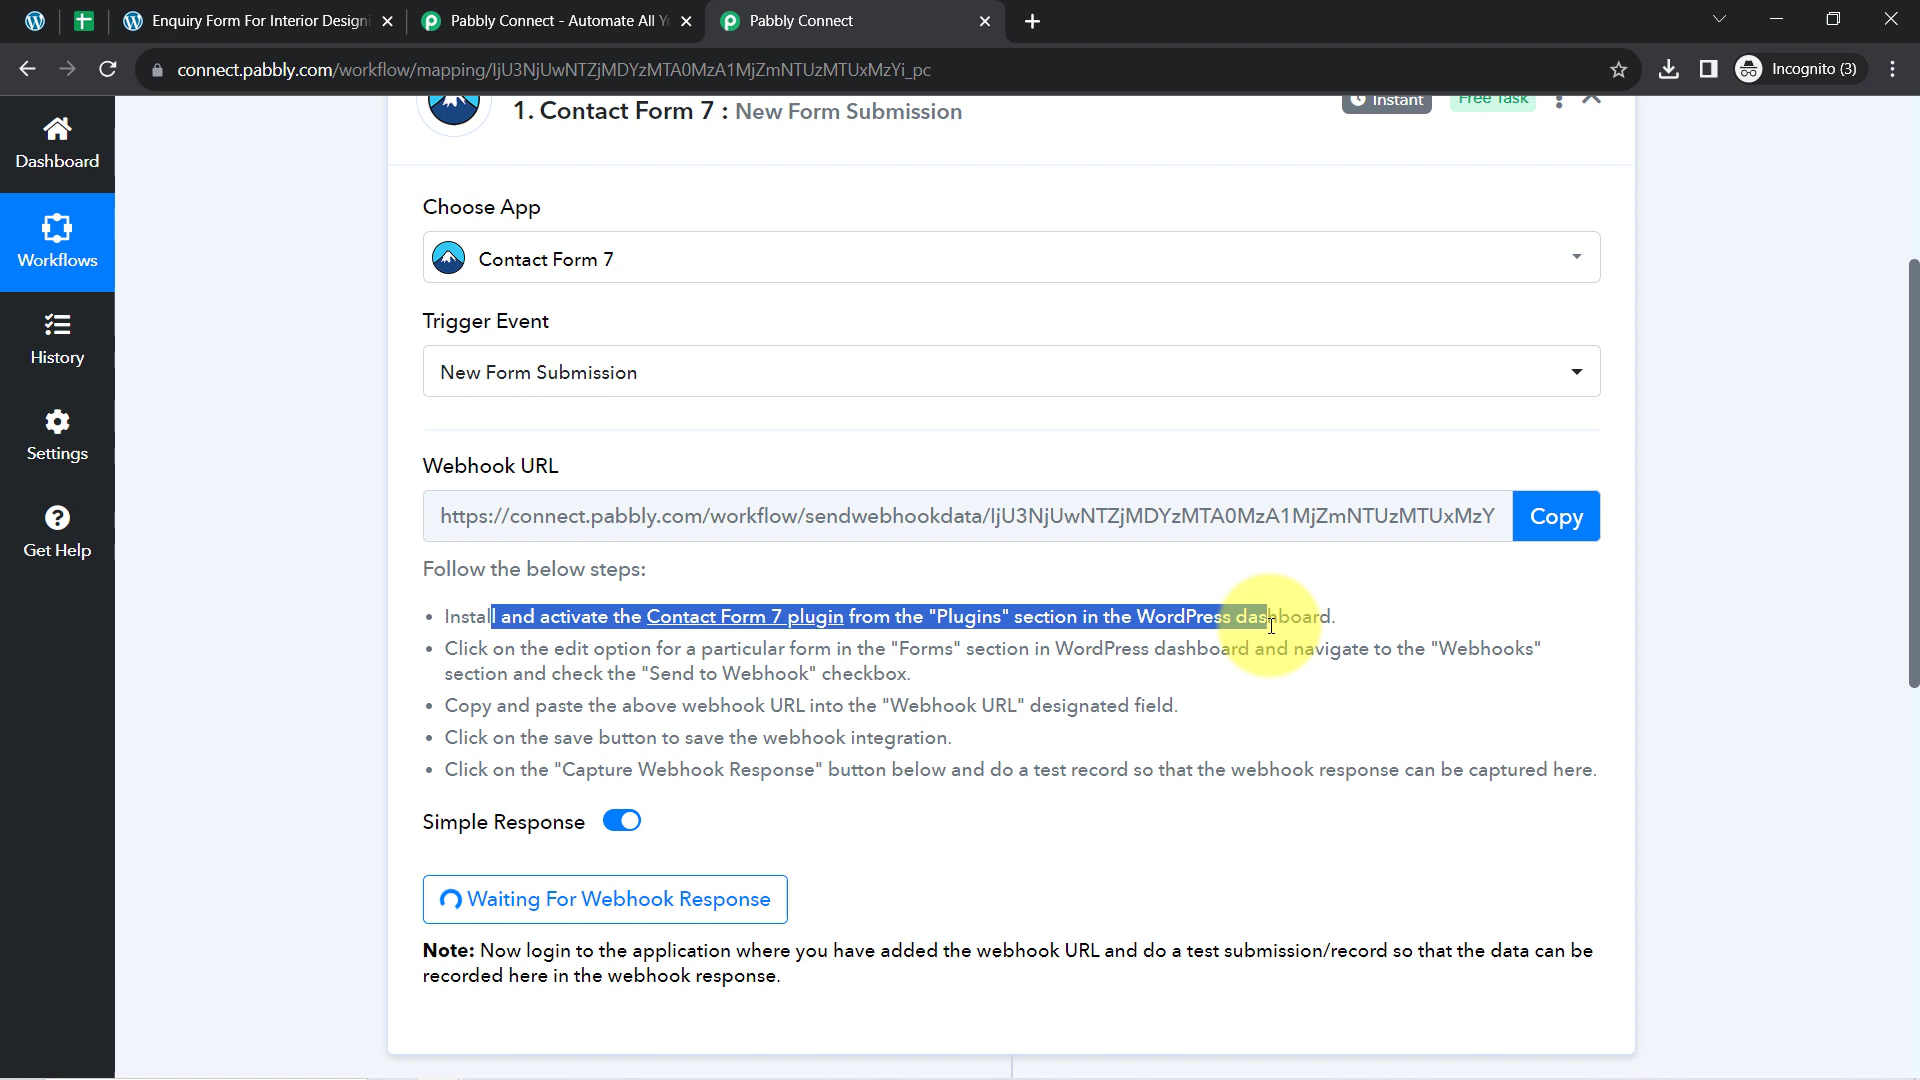 Enquiry Form For Interior Design
Pabbly Connect - Automate All Y
Pabbly Connect
connect.pabbly.com/workflow/mapping/IjU3NjUwNTZjMDYzMTA0MzA1MjZmNTUzMTUxMzYi_pc
Incognito (3)
Dashboard
Workflows
History
Settings
Get Help
1. Contact Form 7 : New Form Submission
Instant
Free Task
Choose App
Contact Form 7
Trigger Event
New Form Submission
Webhook URL
https://connect.pabbly.com/workflow/sendwebhookdata/IjU3NjUwNTZjMDYzMTA0MzA1MjZmNTUzMTUxMzY
Copy
Follow the below steps:
• Install and activate the Contact Form 7 plugin from the "Plugins" section in the WordPress dashboard.
• Click on the edit option for a particular form in the "Forms" section in WordPress dashboard and navigate to the "Webhooks"
section and check the "Send to Webhook" checkbox.
• Copy and paste the above webhook URL into the "Webhook URL" designated field.
• Click on the save button to save the webhook integration.
• Click on the "Capture Webhook Response" button below and do a test record so that the webhook response can be captured here.
Simple Response
Waiting For Webhook Response
Note: Now login to the application where you have added the webhook URL and do a test submission/record so that the data can be
recorded here in the webhook response.